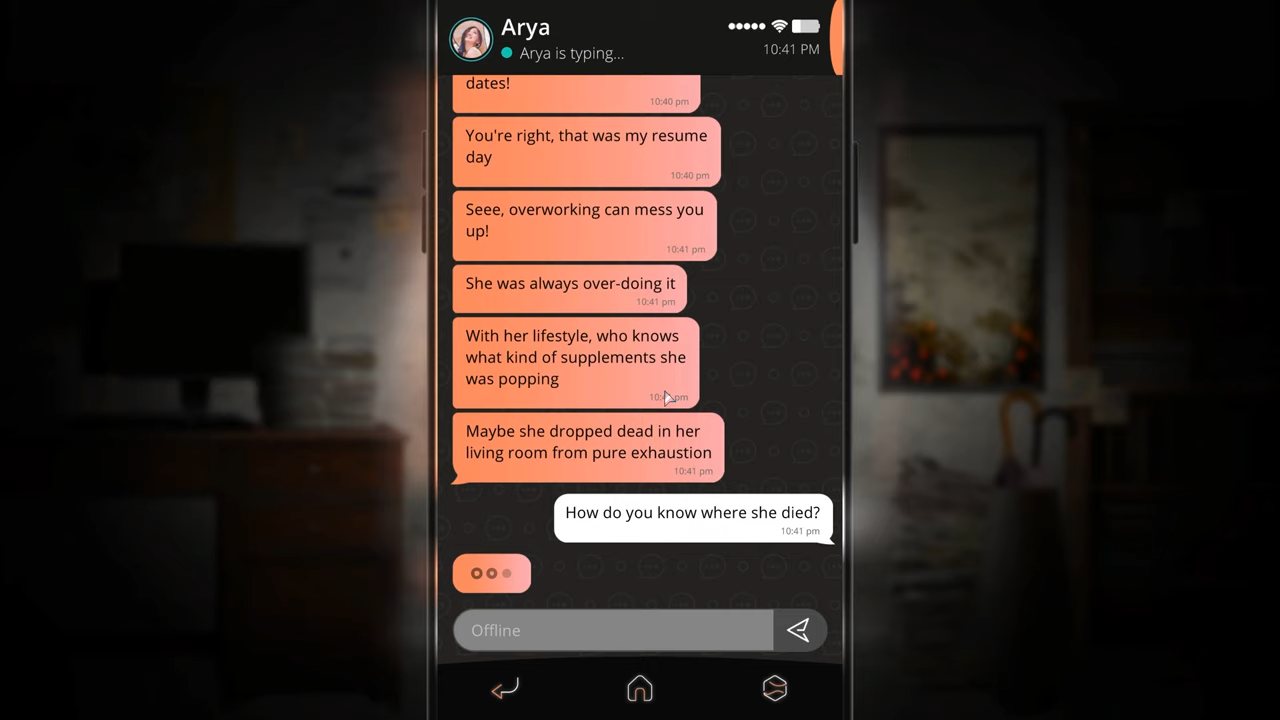 Arya
Arya is typing...
10:41 PM
dates!
10:40 pm
You're right, that was my resume
day
10:40 pm
Seee, overworking can mess you
up!
10:41 pm
She was always over-doing it
10:41 pm
With her lifestyle, who knows
what kind of supplements she
was popping
Maybe she dropped dead in her
living room from pure exhaustion
10:41 pm
How do you know where she died?
10:41 pm
Offline